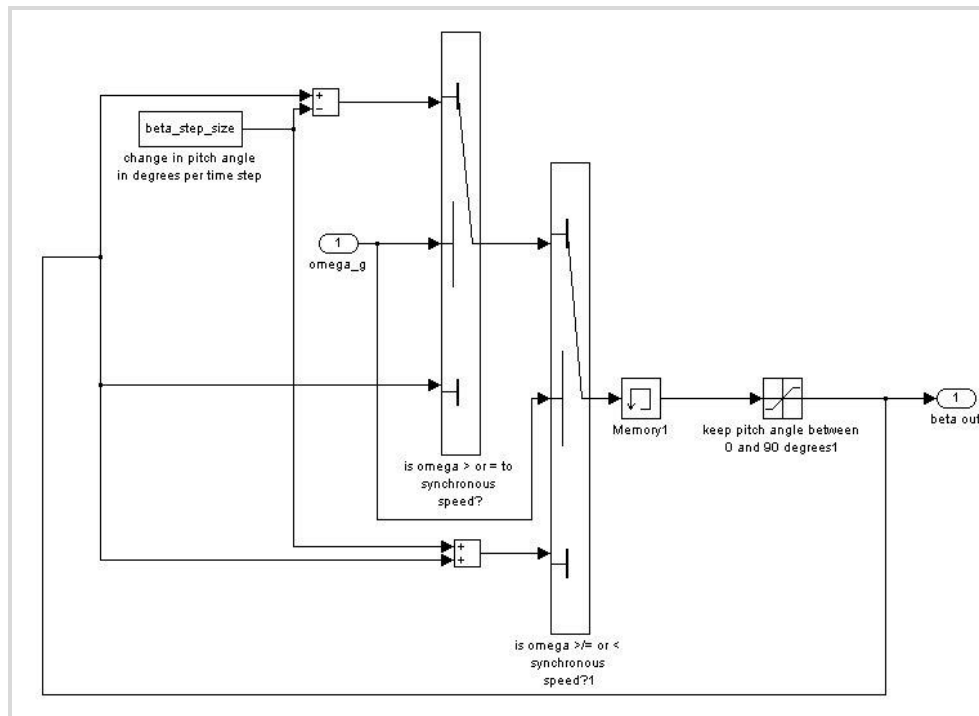 +
−
beta_step_size
change in pitch angle
in degrees per time step
1
omega_g
is omega > or = to
synchronous
speed?
+
+
is omega >/= or <
synchronous
speed?1
Memory1
keep pitch angle between
0 and 90 degrees1
1
beta out